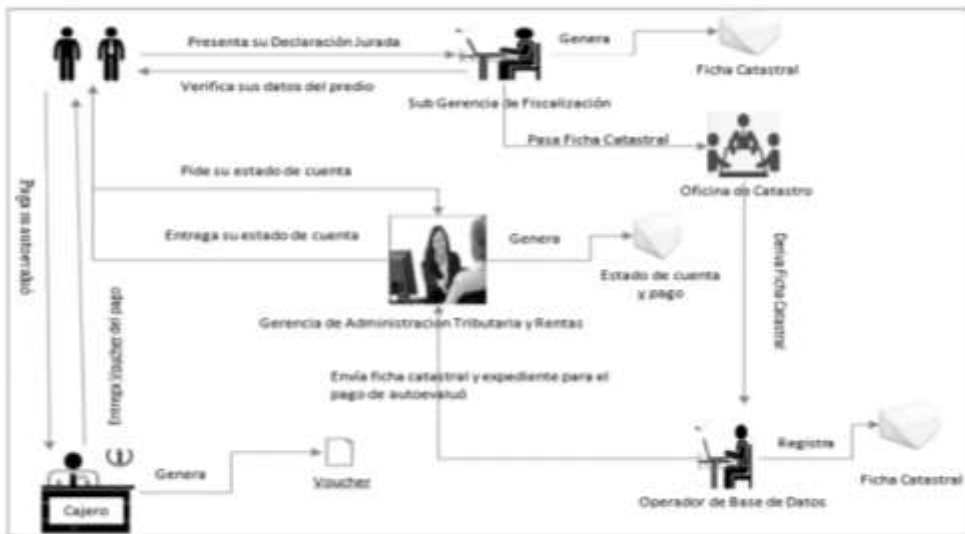 Presenta su Declaración Jurada
Genera
Ficha Catastral
Verifica sus datos del predio
Sub Gerencia de Fiscalización
Pasa Ficha Catastral
Oficina de Catastro
Pide su estado de cuenta
Entrega su estado de cuenta
Genera
Estado de cuenta
y pago
Gerencia de Administración Tributaria y Rentas
Paga su autoevaluó
Entrega Voucher del pago
Deriva Ficha Catastral
Envía ficha catastral y expediente para el
pago de autoevaluó
Genera
Voucher
Cajero
Registra
Ficha Catastral
Operador de Base de Datos